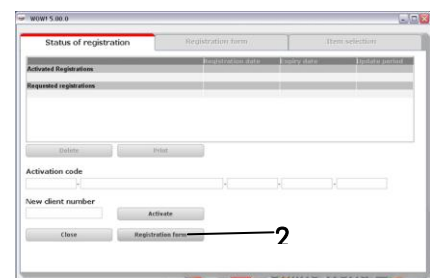 WOW! 5.00.0
Status of registration
Registration form
Item selection
Registration date
Expiry date
Update period
Activated Registrations
Requested registrations
Delete
Print
Activation code
- - - -
New client number
Activate
Close
Registration form
2